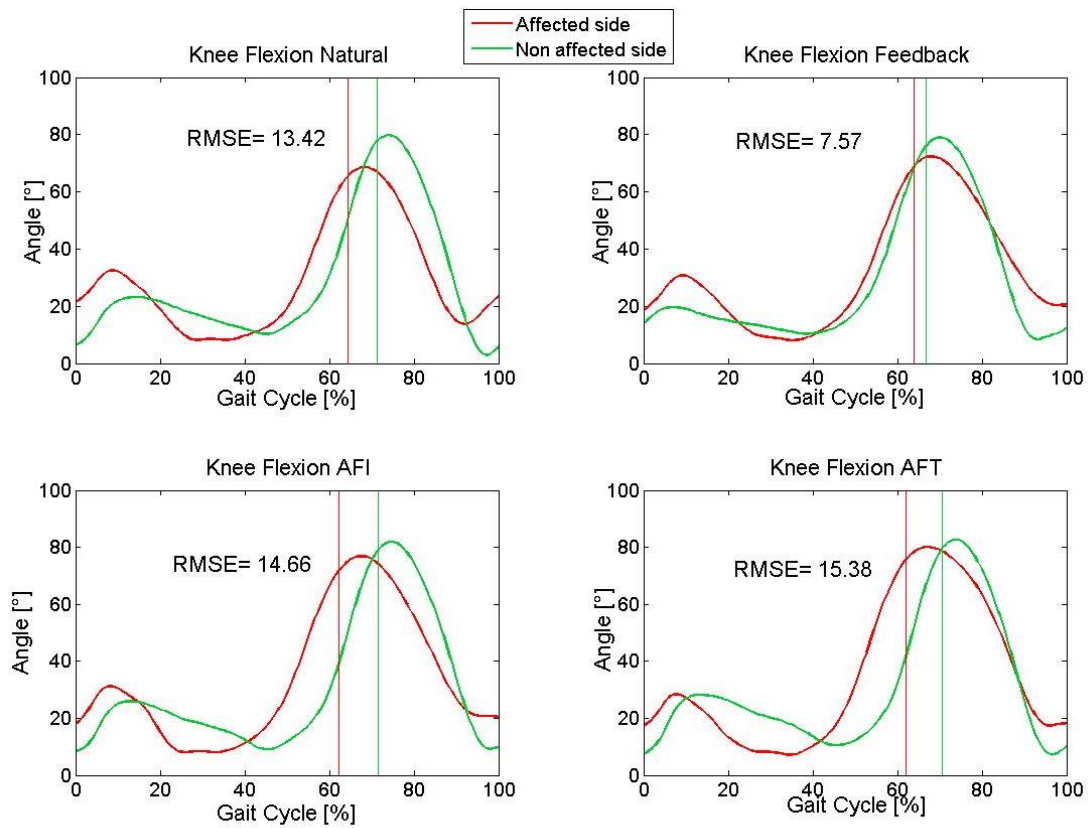 Affected side
Non affected side
Knee Flexion Natural
100
80
60
40
20
0
Angle [°]
RMSE= 13.42
0 20 40 60 80 100
Gait Cycle [%]
Knee Flexion Feedback
100
80
60
40
20
0
Angle [°]
RMSE= 7.57
0 20 40 60 80 100
Gait Cycle [%]
Knee Flexion AFI
100
80
60
40
20
0
Angle [°]
RMSE= 14.66
0 20 40 60 80 100
Gait Cycle [%]
Knee Flexion AFT
100
80
60
40
20
0
Angle [°]
RMSE= 15.38
0 20 40 60 80 100
Gait Cycle [%]